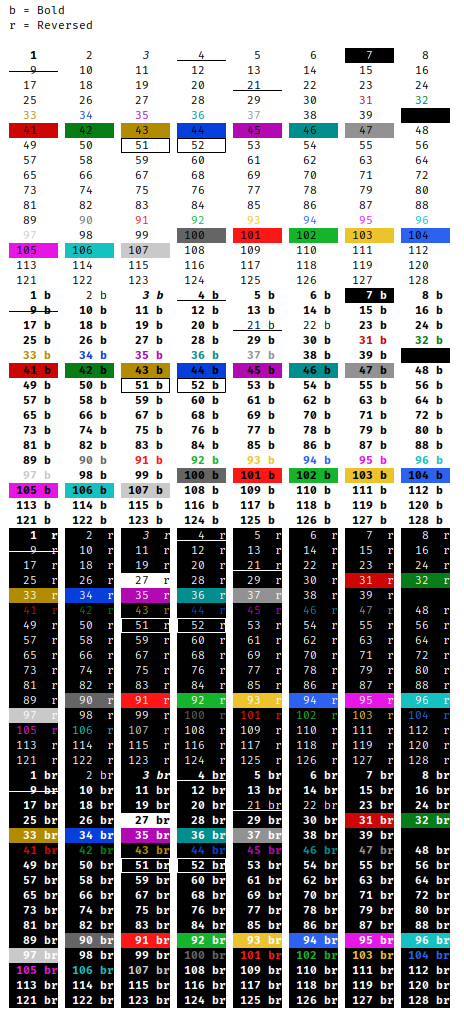 b = Bold
r = Reversed
1 2 3 4 5 6 7 8
9 10 11 12 13 14 15 16
17 18 19 20 21 22 23 24
25 26 27 28 29 30 31 32
33 34 35 36 37 38 39
41 42 43 44 45 46 47 48
49 50 51 52 53 54 55 56
57 58 59 60 61 62 63 64
65 66 67 68 69 70 71 72
73 74 75 76 77 78 79 80
81 82 83 84 85 86 87 88
89 90 91 92 93 94 95 96
97 98 99 100 101 102 103 104
105 106 107 108 109 110 111 112
113 114 115 116 117 118 119 120
121 122 123 124 125 126 127 128
1 b 2 b 3 b 4 b 5 b 6 b 7 b 8 b
9 b 10 b 11 b 12 b 13 b 14 b 15 b 16 b
17 b 18 b 19 b 20 b 21 b 22 b 23 b 24 b
25 b 26 b 27 b 28 b 29 b 30 b 31 b 32 b
33 b 34 b 35 b 36 b 37 b 38 b 39 b
41 b 42 b 43 b 44 b 45 b 46 b 47 b 48 b
49 b 50 b 51 b 52 b 53 b 54 b 55 b 56 b
57 b 58 b 59 b 60 b 61 b 62 b 63 b 64 b
65 b 66 b 67 b 68 b 69 b 70 b 71 b 72 b
73 b 74 b 75 b 76 b 77 b 78 b 79 b 80 b
81 b 82 b 83 b 84 b 85 b 86 b 87 b 88 b
89 b 90 b 91 b 92 b 93 b 94 b 95 b 96 b
97 b 98 b 99 b 100 b 101 b 102 b 103 b 104 b
105 b 106 b 107 b 108 b 109 b 110 b 111 b 112 b
113 b 114 b 115 b 116 b 117 b 118 b 119 b 120 b
121 b 122 b 123 b 124 b 125 b 126 b 127 b 128 b
1 r 2 r 3 r 4 r 5 r 6 r 7 r 8 r
9 r 10 r 11 r 12 r 13 r 14 r 15 r 16 r
17 r 18 r 19 r 20 r 21 r 22 r 23 r 24 r
25 r 26 r 27 r 28 r 29 r 30 r 31 r 32 r
33 r 34 r 35 r 36 r 37 r 38 r 39 r
41 r 42 r 43 r 44 r 45 r 46 r 47 r 48 r
49 r 50 r 51 r 52 r 53 r 54 r 55 r 56 r
57 r 58 r 59 r 60 r 61 r 62 r 63 r 64 r
65 r 66 r 67 r 68 r 69 r 70 r 71 r 72 r
73 r 74 r 75 r 76 r 77 r 78 r 79 r 80 r
81 r 82 r 83 r 84 r 85 r 86 r 87 r 88 r
89 r 90 r 91 r 92 r 93 r 94 r 95 r 96 r
97 r 98 r 99 r 100 r 101 r 102 r 103 r 104 r
105 r 106 r 107 r 108 r 109 r 110 r 111 r 112 r
113 r 114 r 115 r 116 r 117 r 118 r 119 r 120 r
121 r 122 r 123 r 124 r 125 r 126 r 127 r 128 r
1 br 2 br 3 br 4 br 5 br 6 br 7 br 8 br
9 br 10 br 11 br 12 br 13 br 14 br 15 br 16 br
17 br 18 br 19 br 20 br 21 br 22 br 23 br 24 br
25 br 26 br 27 br 28 br 29 br 30 br 31 br 32 br
33 br 34 br 35 br 36 br 37 br 38 br 39 br
41 br 42 br 43 br 44 br 45 br 46 br 47 br 48 br
49 br 50 br 51 br 52 br 53 br 54 br 55 br 56 br
57 br 58 br 59 br 60 br 61 br 62 br 63 br 64 br
65 br 66 br 67 br 68 br 69 br 70 br 71 br 72 br
73 br 74 br 75 br 76 br 77 br 78 br 79 br 80 br
81 br 82 br 83 br 84 br 85 br 86 br 87 br 88 br
89 br 90 br 91 br 92 br 93 br 94 br 95 br 96 br
97 br 98 br 99 br 100 br 101 br 102 br 103 br 104 br
105 br 106 br 107 br 108 br 109 br 110 br 111 br 112 br
113 br 114 br 115 br 116 br 117 br 118 br 119 br 120 br
121 br 122 br 123 br 124 br 125 br 126 br 127 br 128 br